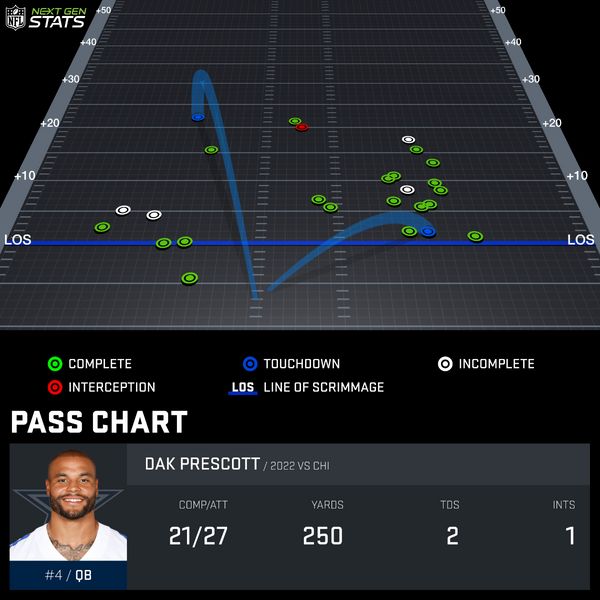 NFL NEXT GEN STATS
+50 +50
+40 +40
+30 +30
+20 +20
+10 +10
LOS LOS
COMPLETE TOUCHDOWN INCOMPLETE
INTERCEPTION LOS LINE OF SCRIMMAGE
PASS CHART
DAK PRESCOTT / 2022 VS CHI
COMP/ATT YARDS TDS INTS
21/27 250 2 1
#4 / QB